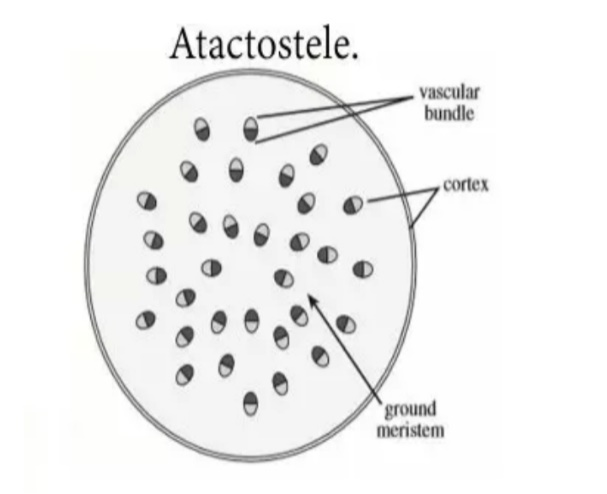 Atactostele.
vascular
bundle
cortex
ground
meristem